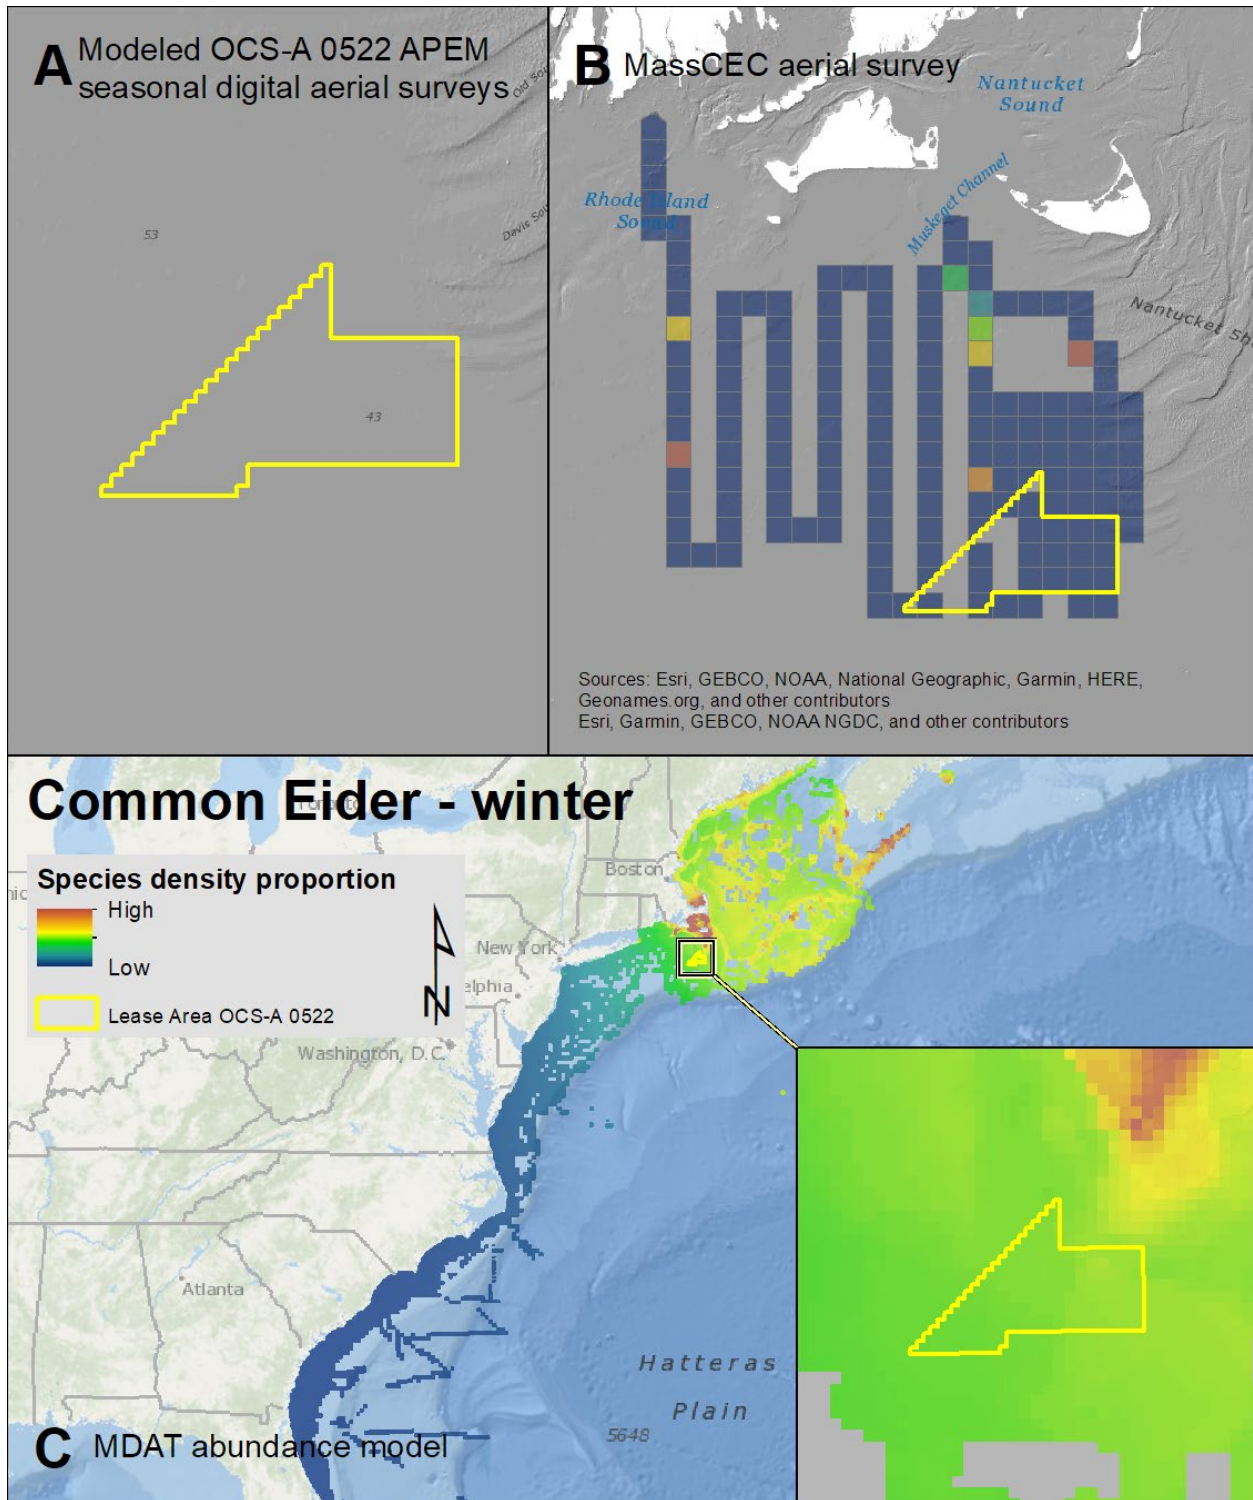 A Modeled OCS-A 0522 APEM
seasonal digital aerial surveys
53
43
B MassCEC aerial survey
Nantucket
Sound
Muskeget Channel
Rhode Island
Sound
Sources: Esri, GEBCO, NOAA, National Geographic, Garmin, HERE,
Geonames.org, and other contributors
Esri, Garmin, GEBCO, NOAA NGDC, and other contributors
Common Eider - winter
Species density proportion
High
Low
N
Lease Area OCS-A 0522
Boston
New York
elphia
Washington, D.C.
Atlanta
Hatteras
Plain
5648
C MDAT abundance model